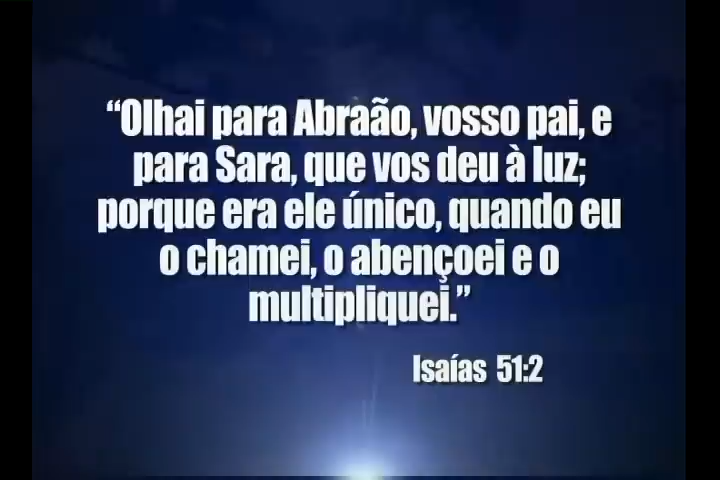 “Olhai para Abraão, vosso pai, e
para Sara, que vos deu à luz;
porque era ele único, quando eu
o chamei, o abençoei e o
multipliquei.”
Isaías 51:2